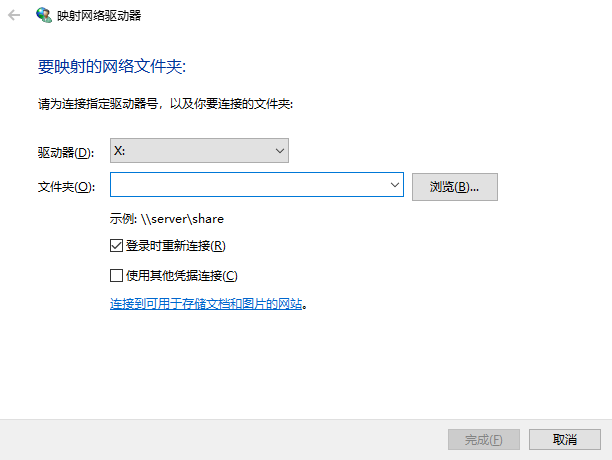 映射网络驱动器
要映射的网络文件夹:
请为连接指定驱动器号，以及你要连接的文件夹:
驱动器(D): X:
文件夹(O): 浏览(B)...
示例: \\server\share
登录时重新连接(R)
使用其他凭据连接(C)
连接到可用于存储文档和图片的网站。
完成(F) 取消